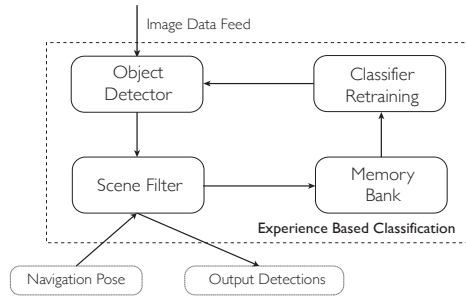 Image Data Feed
Object
Detector
Classifier
Retraining
Scene Filter
Memory
Bank
Experience Based Classification
Navigation Pose
Output Detections